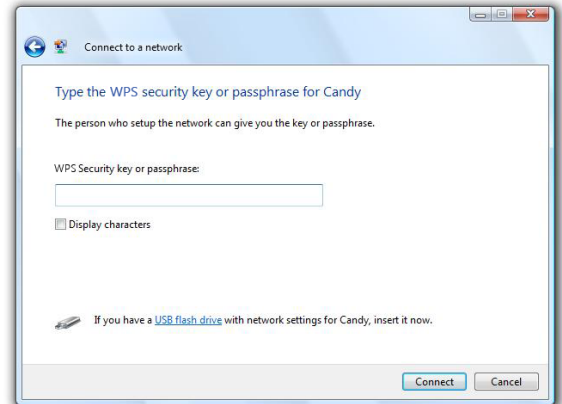 Connect to a network
Type the WPS security key or passphrase for Candy
The person who setup the network can give you the key or passphrase.
WPS Security key or passphrase:
Display characters
If you have a USB flash drive with network settings for Candy, insert it now.
Connect Cancel